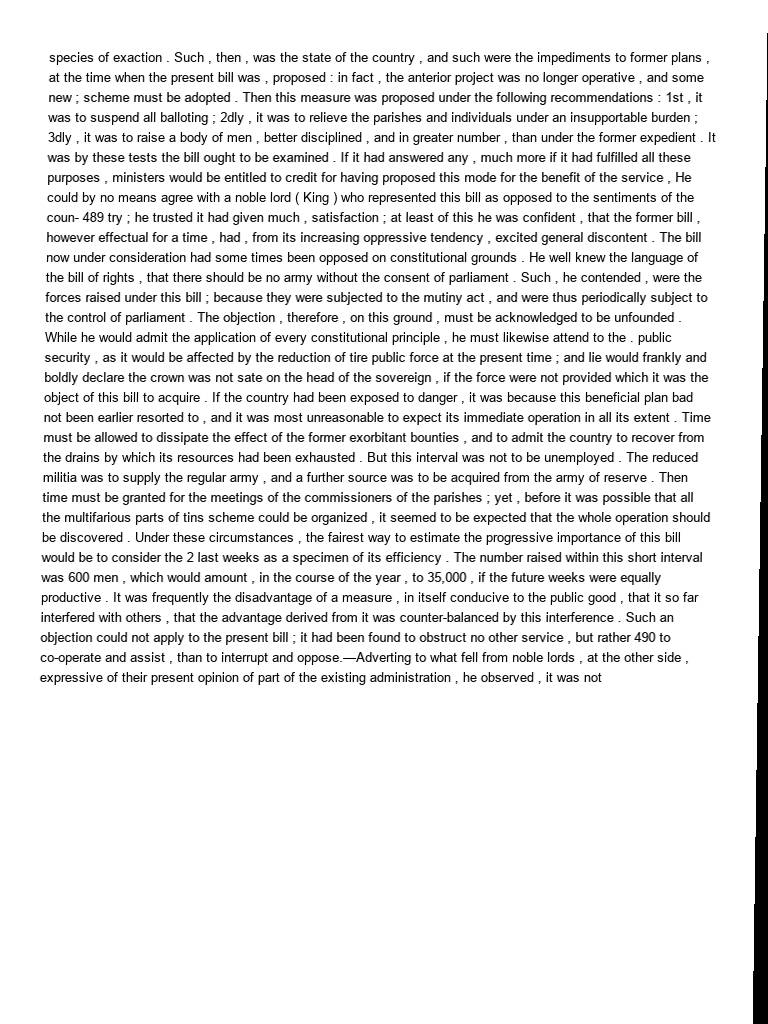 species of exaction . Such , then , was the state of the country , and such were the impediments to former plans ,
at the time when the present bill was , proposed : in fact , the anterior project was no longer operative , and some
new ; scheme must be adopted . Then this measure was proposed under the following recommendations : 1st , it
was to suspend all balloting ; 2dly , it was to relieve the parishes and individuals under an insupportable burden ;
3dly , it was to raise a body of men , better disciplined , and in greater number , than under the former expedient . It
was by these tests the bill ought to be examined . If it had answered any , much more if it had fulfilled all these
purposes , ministers would be entitled to credit for having proposed this mode for the benefit of the service , He
could by no means agree with a noble lord ( King ) who represented this bill as opposed to the sentiments of the
coun- 489 try ; he trusted it had given much , satisfaction ; at least of this he was confident , that the former bill ,
however effectual for a time , had , from its increasing oppressive tendency , excited general discontent . The bill
now under consideration had some times been opposed on constitutional grounds . He well knew the language of
the bill of rights , that there should be no army without the consent of parliament . Such , he contended , were the
forces raised under this bill ; because they were subjected to the mutiny act , and were thus periodically subject to
the control of parliament . The objection , therefore , on this ground , must be acknowledged to be unfounded .
While he would admit the application of every constitutional principle , he must likewise attend to the . public
security , as it would be affected by the reduction of tire public force at the present time ; and lie would frankly and
boldly declare the crown was not sate on the head of the sovereign , if the force were not provided which it was the
object of this bill to acquire . If the country had been exposed to danger , it was because this beneficial plan bad
not been earlier resorted to , and it was most unreasonable to expect its immediate operation in all its extent . Time
must be allowed to dissipate the effect of the former exorbitant bounties , and to admit the country to recover from
the drains by which its resources had been exhausted . But this interval was not to be unemployed . The reduced
militia was to supply the regular army , and a further source was to be acquired from the army of reserve . Then
time must be granted for the meetings of the commissioners of the parishes ; yet , before it was possible that all
the multifarious parts of tins scheme could be organized , it seemed to be expected that the whole operation should
be discovered . Under these circumstances , the fairest way to estimate the progressive importance of this bill
would be to consider the 2 last weeks as a specimen of its efficiency . The number raised within this short interval
was 600 men , which would amount , in the course of the year , to 35,000 , if the future weeks were equally
productive . It was frequently the disadvantage of a measure , in itself conducive to the public good , that it so far
interfered with others , that the advantage derived from it was counter-balanced by this interference . Such an
objection could not apply to the present bill ; it had been found to obstruct no other service , but rather 490 to
co-operate and assist , than to interrupt and oppose.—Adverting to what fell from noble lords , at the other side ,
expressive of their present opinion of part of the existing administration , he observed , it was not